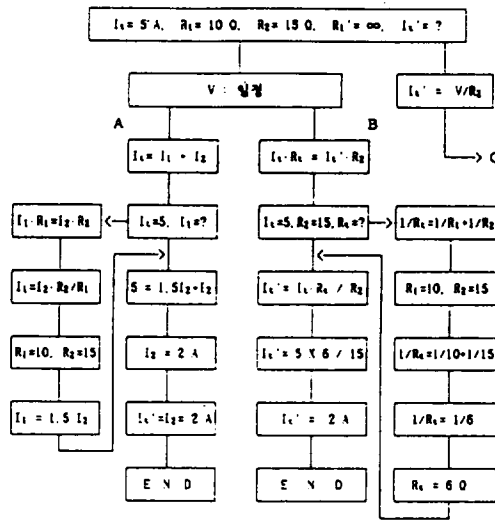 Iₜ= 5 A, R₁= 10 Ω, R₂= 15 Ω, R₁'= ∞, Iₜ'= ?
V : 일정
Iₜ' = V/R₂
A
B
C
Iₜ= I₁ + I₂
Iₜ·Rₜ = Iₜ'·R₂
I₁·R₁=I₂·R₂
Iₜ=5, I₁=?
Iₜ=5, R₂=15, Rₜ=?
1/Rₜ=1/R₁+1/R₂
I₁=I₂·R₂/R₁
5 = 1.5I₂+I₂
Iₜ'= Iₜ·Rₜ / R₂
R₁=10, R₂=15
R₁=10, R₂=15
I₂ = 2 A
Iₜ'= 5 X 6 / 15
1/Rₜ=1/10+1/15
I₁ = 1.5 I₂
Iₜ'=I₂= 2 A
Iₜ' = 2 A
1/Rₜ = 1/6
E N D
E N D
Rₜ = 6 Ω